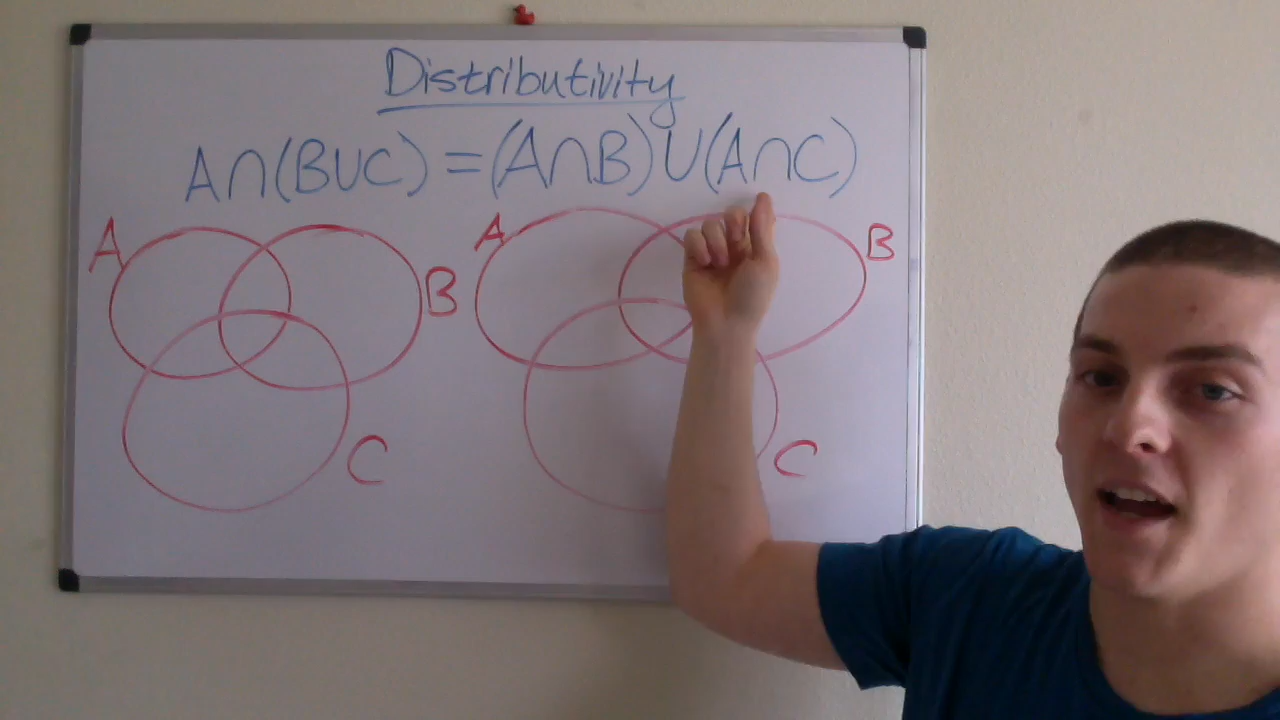 Distributivity
A∩(B∪C) = (A∩B)∪(A∩C)
A B A B
C C